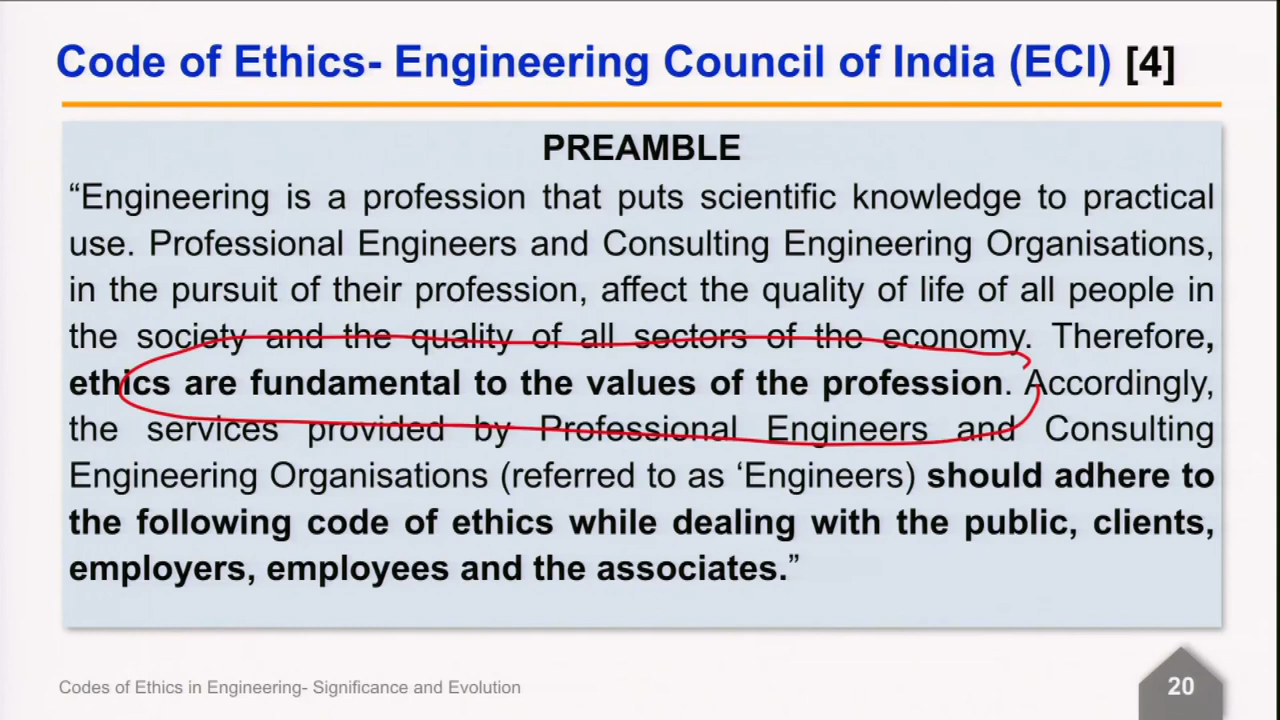 Code of Ethics- Engineering Council of India (ECI) [4]
PREAMBLE
“Engineering is a profession that puts scientific knowledge to practical
use. Professional Engineers and Consulting Engineering Organisations,
in the pursuit of their profession, affect the quality of life of all people in
the society and the quality of all sectors of the economy. Therefore,
ethics are fundamental to the values of the profession. Accordingly,
the services provided by Professional Engineers and Consulting
Engineering Organisations (referred to as ‘Engineers) should adhere to
the following code of ethics while dealing with the public, clients,
employers, employees and the associates.”
Codes of Ethics in Engineering- Significance and Evolution
20